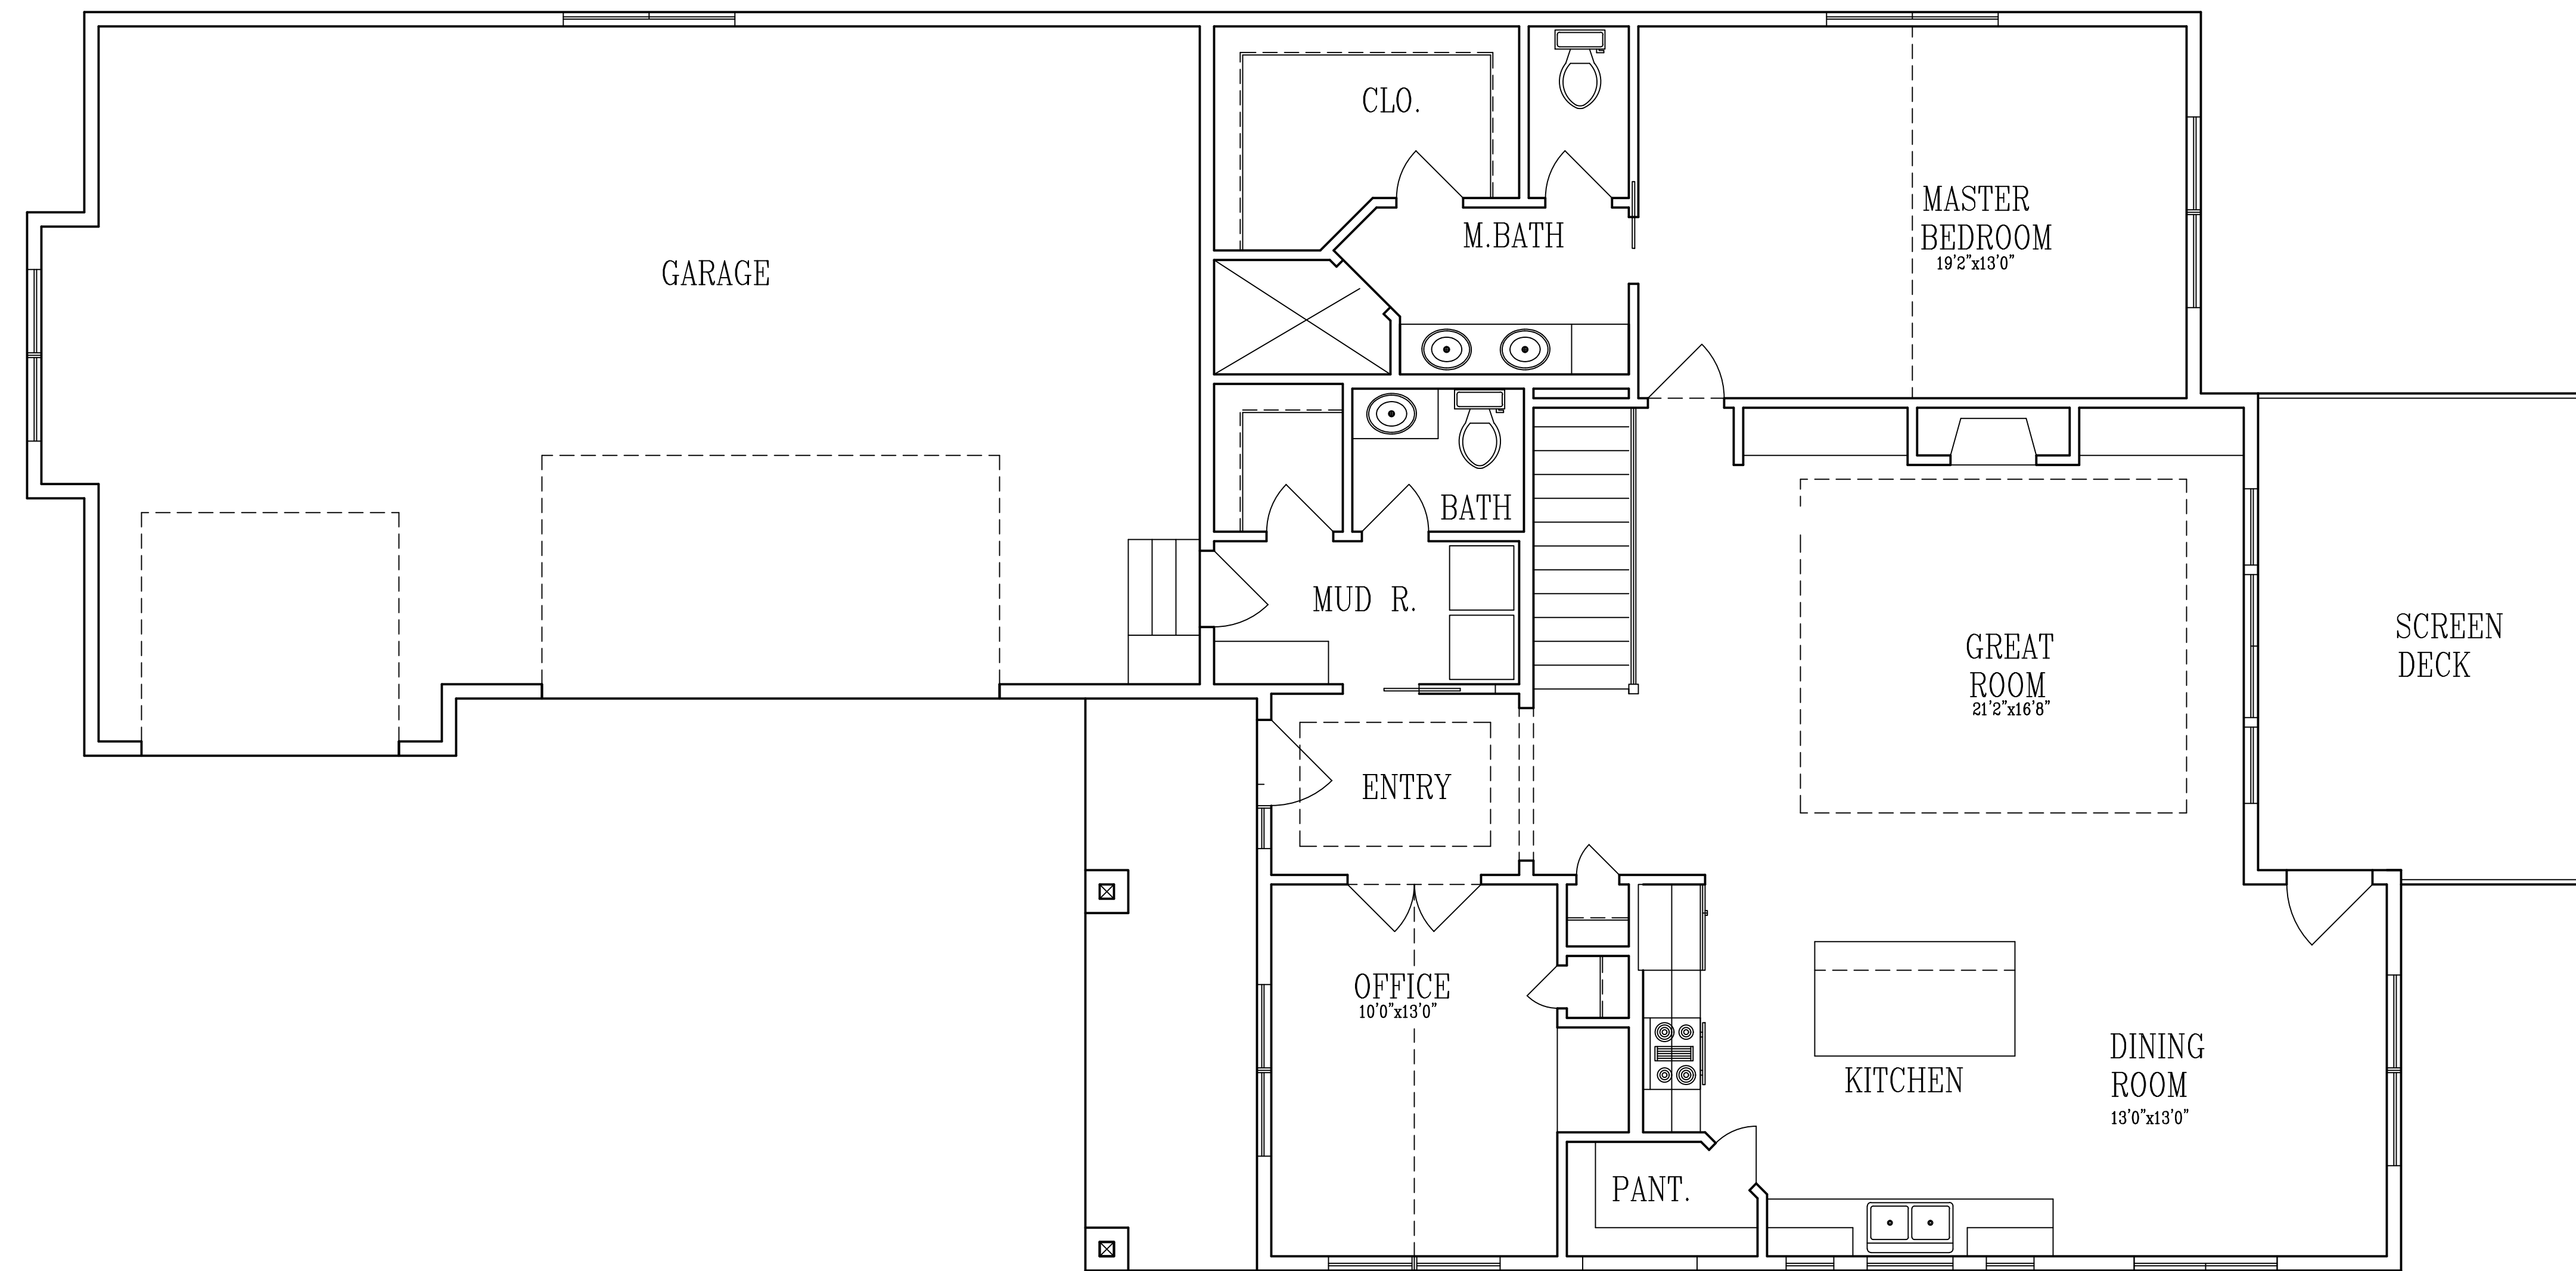 CLO.
M.BATH
MASTER
BEDROOM
19'2"x13'0"
GARAGE
BATH
MUD R.
GREAT
ROOM
21'2"x16'8"
SCREEN
DECK
ENTRY
OFFICE
10'0"x13'0"
KITCHEN
DINING
ROOM
13'0"x13'0"
PANT.